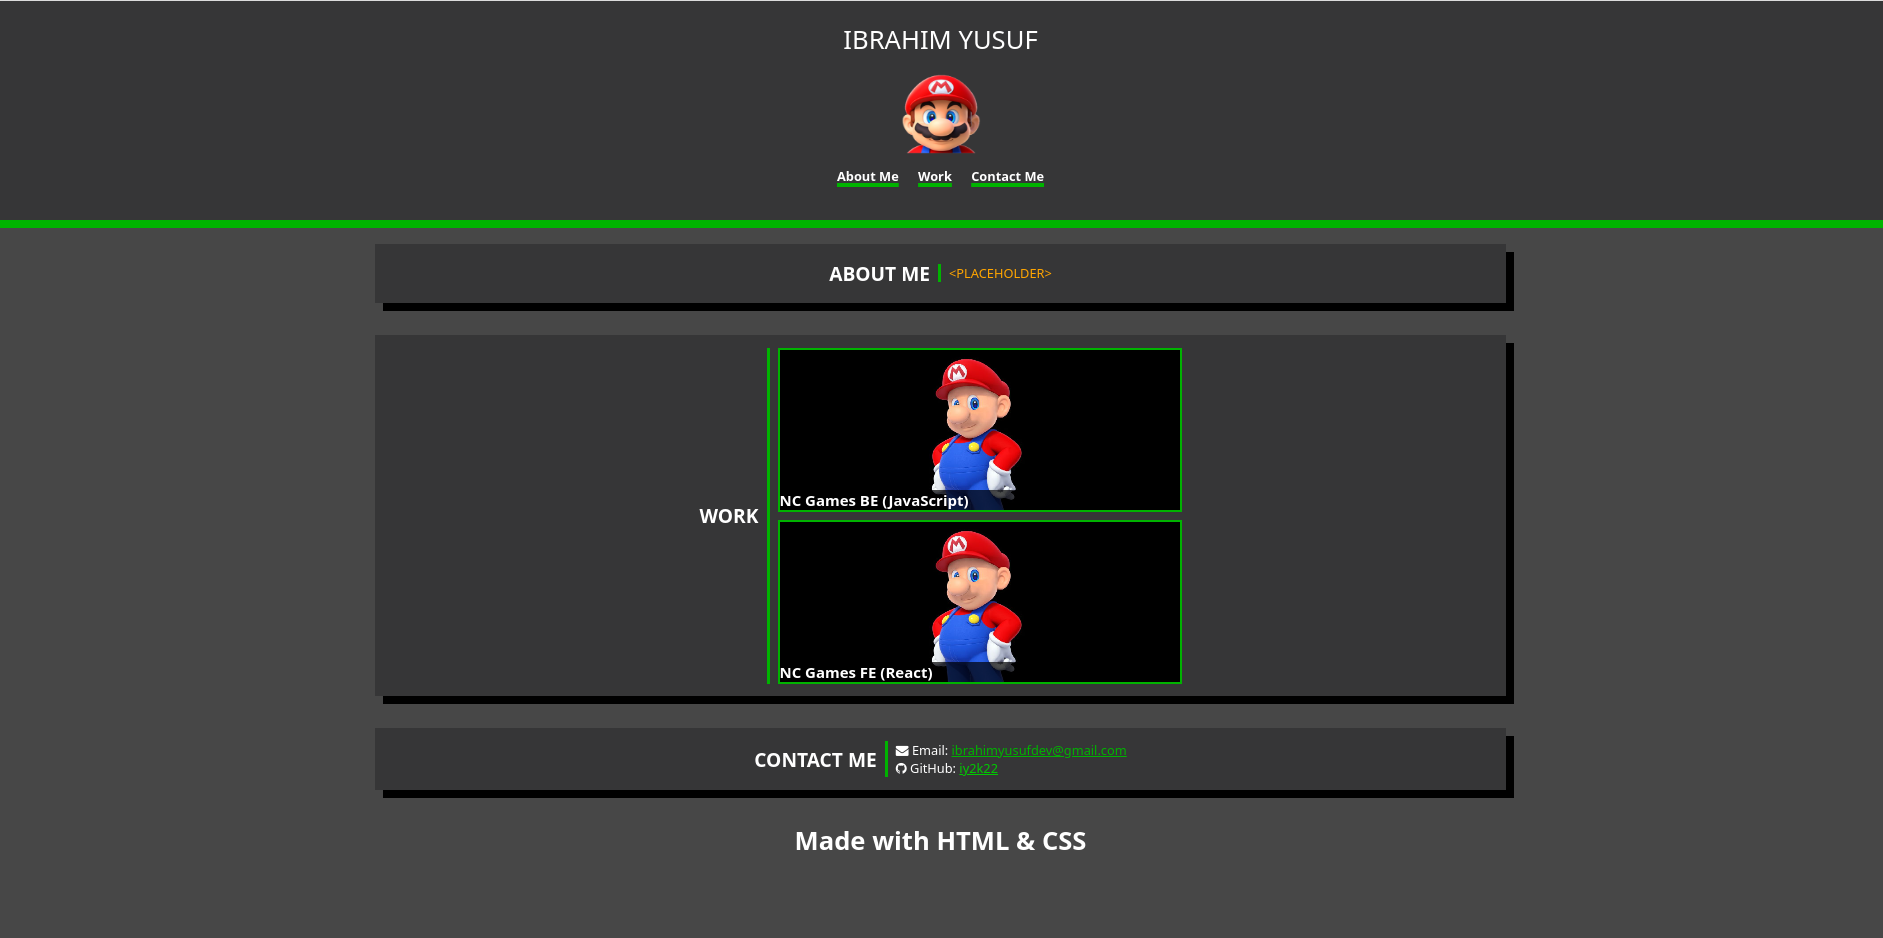 IBRAHIM YUSUF
M
About Me Work Contact Me
ABOUT ME <PLACEHOLDER>
M
NC Games BE (JavaScript)
WORK
M
NC Games FE (React)
CONTACT ME
Email: ibrahimyusufdev@gmail.com
GitHub: iy2k22
Made with HTML & CSS